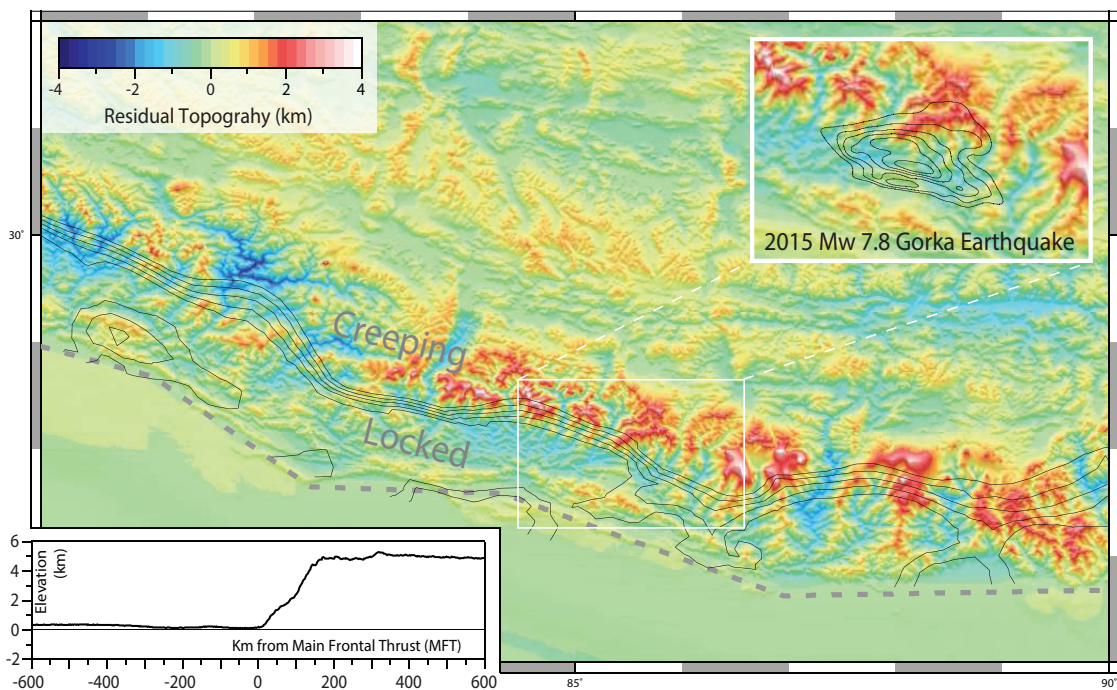 -4 -2 0 2 4
Residual Topograhy (km)
2015 Mw 7.8 Gorka Earthquake
30˚
Creeping
Locked
6
4
2
0
-2
Elevation
(km)
Km from Main Frontal Thrust (MFT)
-600 -400 -200 0 200 400 600
85˚
90˚